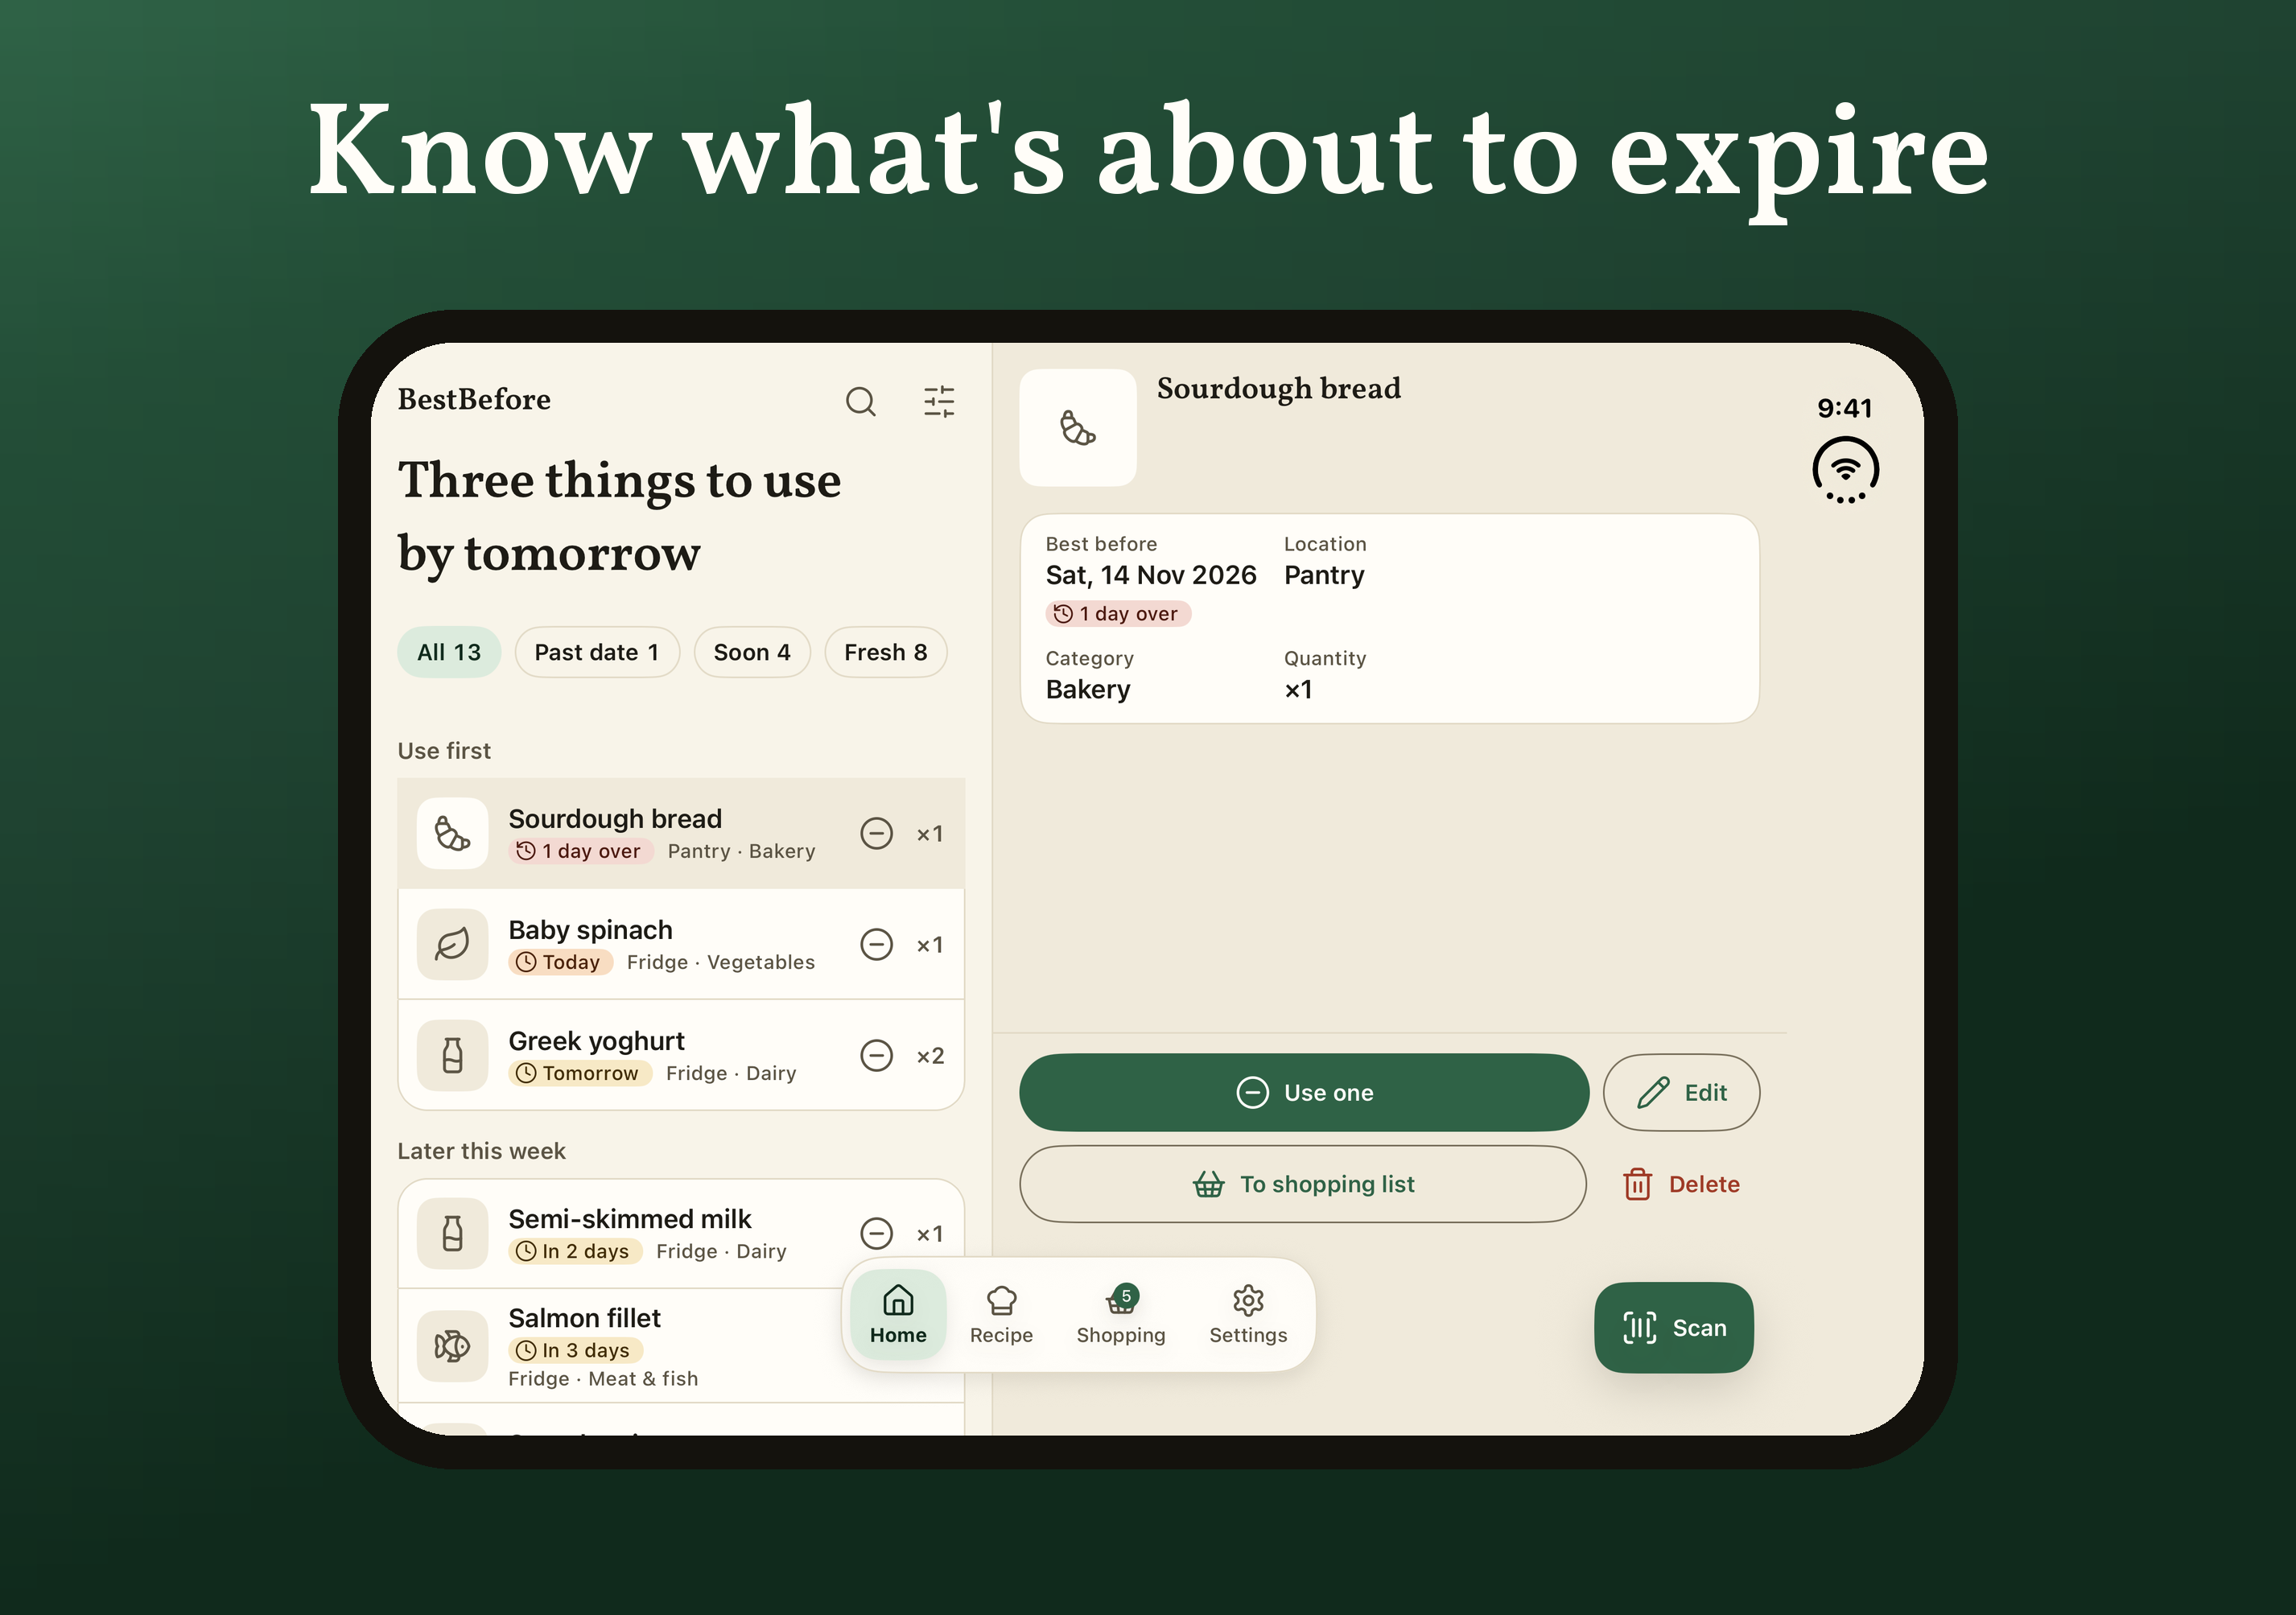 Know what's about to expire
BestBefore
Three things to use
by tomorrow
All 13
Past date 1
Soon 4
Fresh 8
Use first
Sourdough bread
1 day over
Pantry · Bakery
×1
Baby spinach
Today
Fridge · Vegetables
×1
Greek yoghurt
Tomorrow
Fridge · Dairy
×2
Later this week
Semi-skimmed milk
In 2 days
Fridge · Dairy
×1
Salmon fillet
In 3 days
Fridge · Meat & fish
Sourdough bread
9:41
Best before
Location
Sat, 14 Nov 2026
Pantry
1 day over
Category
Quantity
Bakery
×1
Use one
Edit
To shopping list
Delete
Home
Recipe
5
Shopping
Settings
Scan